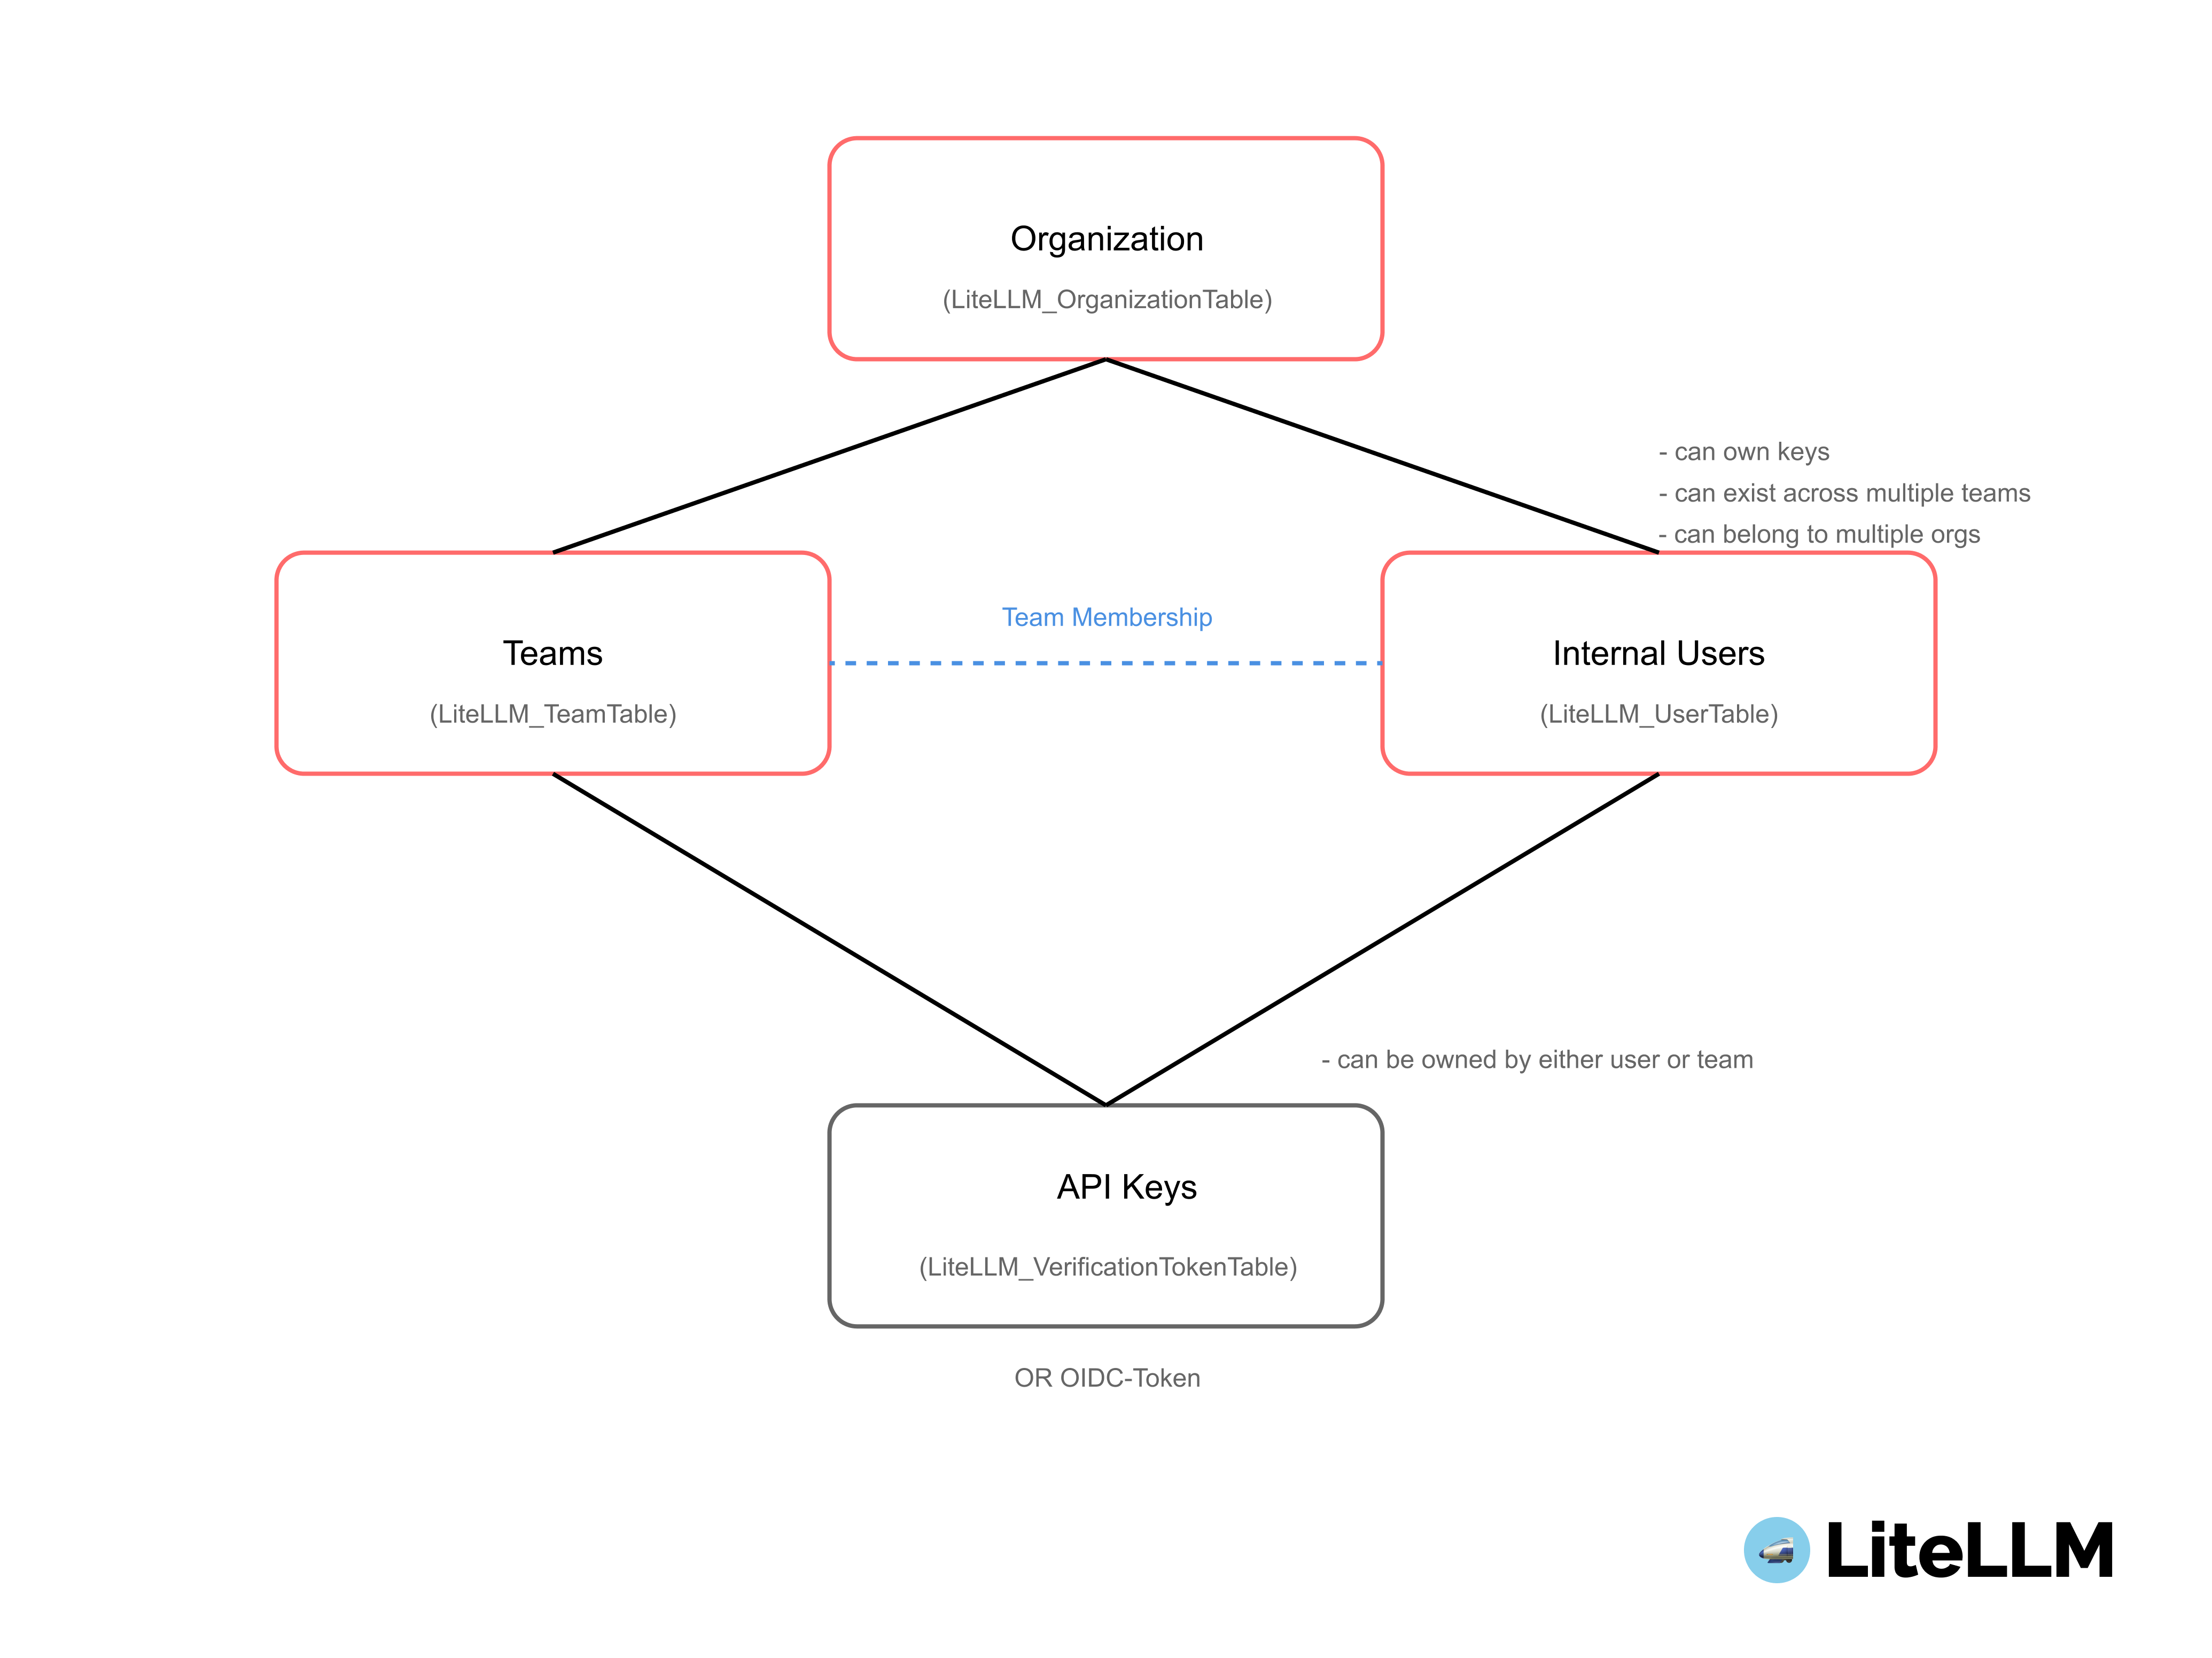 Organization
(LiteLLM_OrganizationTable)
- can own keys
- can exist across multiple teams
- can belong to multiple orgs
Team Membership
Teams
(LiteLLM_TeamTable)
Internal Users
(LiteLLM_UserTable)
- can be owned by either user or team
API Keys
(LiteLLM_VerificationTokenTable)
OR OIDC-Token
LiteLLM